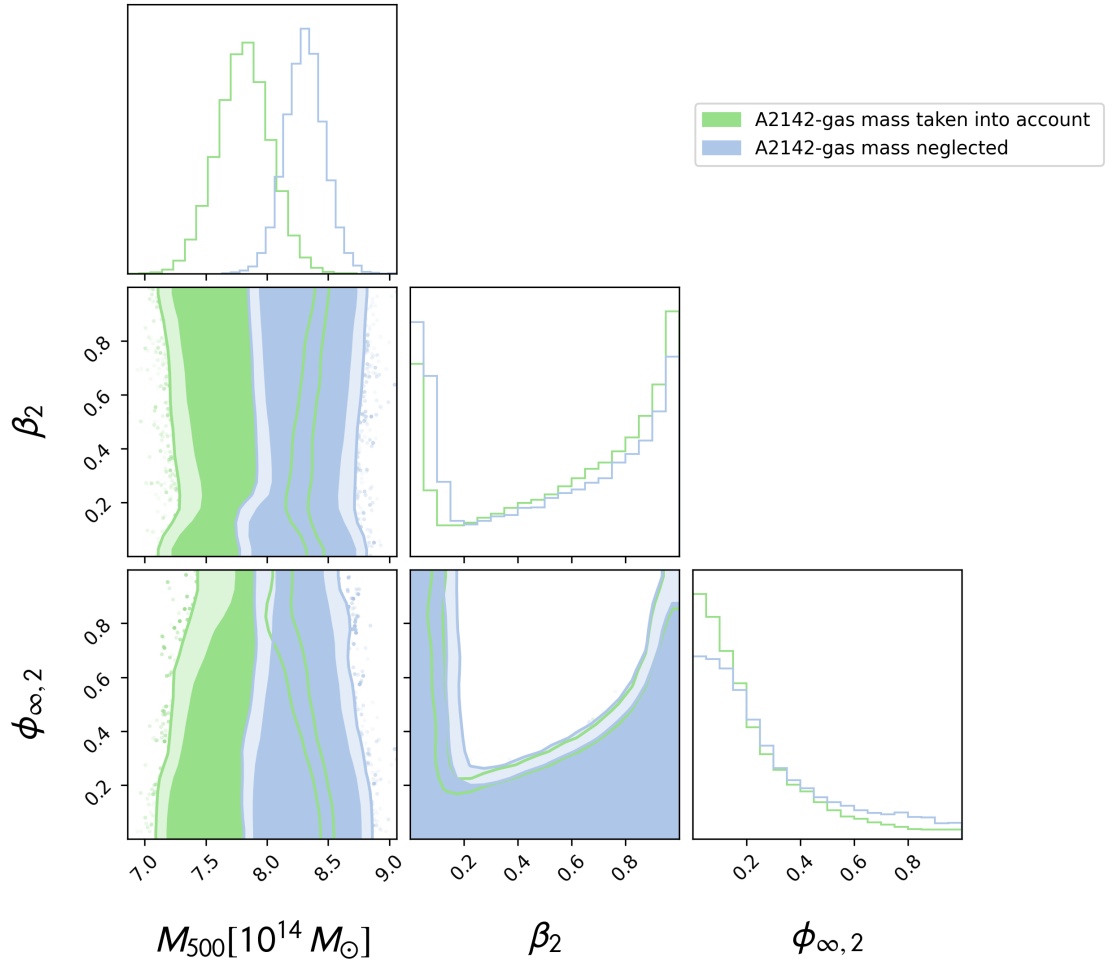 A2142-gas mass taken into account
A2142-gas mass neglected
β₂
0.8
0.6
0.4
0.2
ϕ∞, 2
0.8
0.6
0.4
0.2
7.0 7.5 8.0 8.5 9.0
0.2 0.4 0.6 0.8
0.2 0.4 0.6 0.8
M₅₀₀[10¹⁴ M⊙]
β₂
ϕ∞, 2